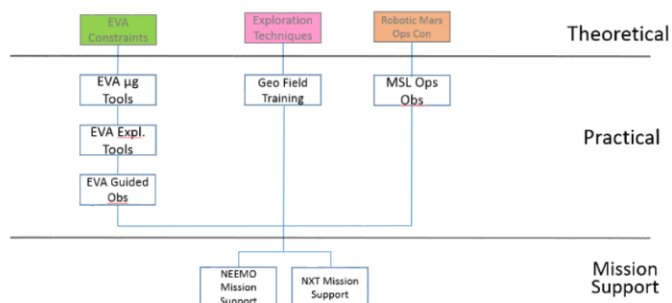 EVA
Constraints
Exploration
Techniques
Robotic Mars
Ops Con
Theoretical
EVA µg
Tools
Geo Field
Training
MSL Ops
Obs
EVA Expl.
Tools
Practical
EVA Guided
Obs
NEEMO
Mission
Support
NXT Mission
Support
Mission
Support